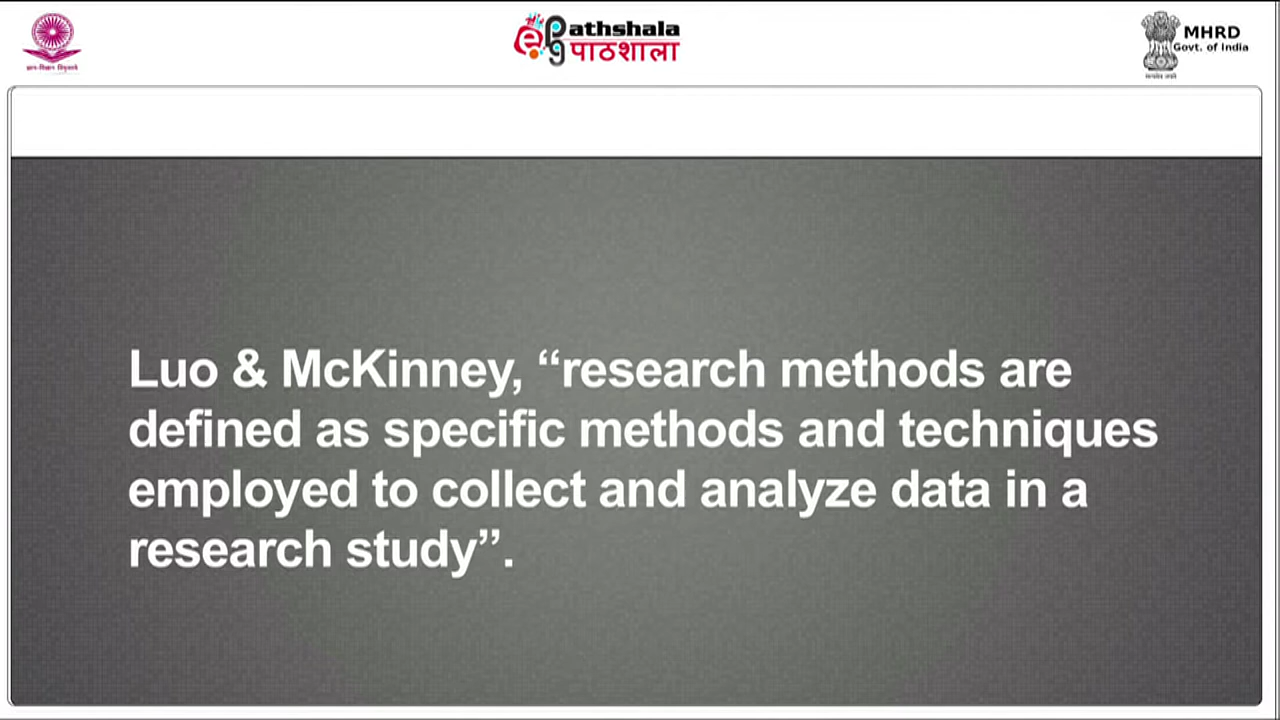 ePGpathshala
पाठशाला
MHRD
Govt. of India
Luo & McKinney, “research methods are
defined as specific methods and techniques
employed to collect and analyze data in a
research study”.